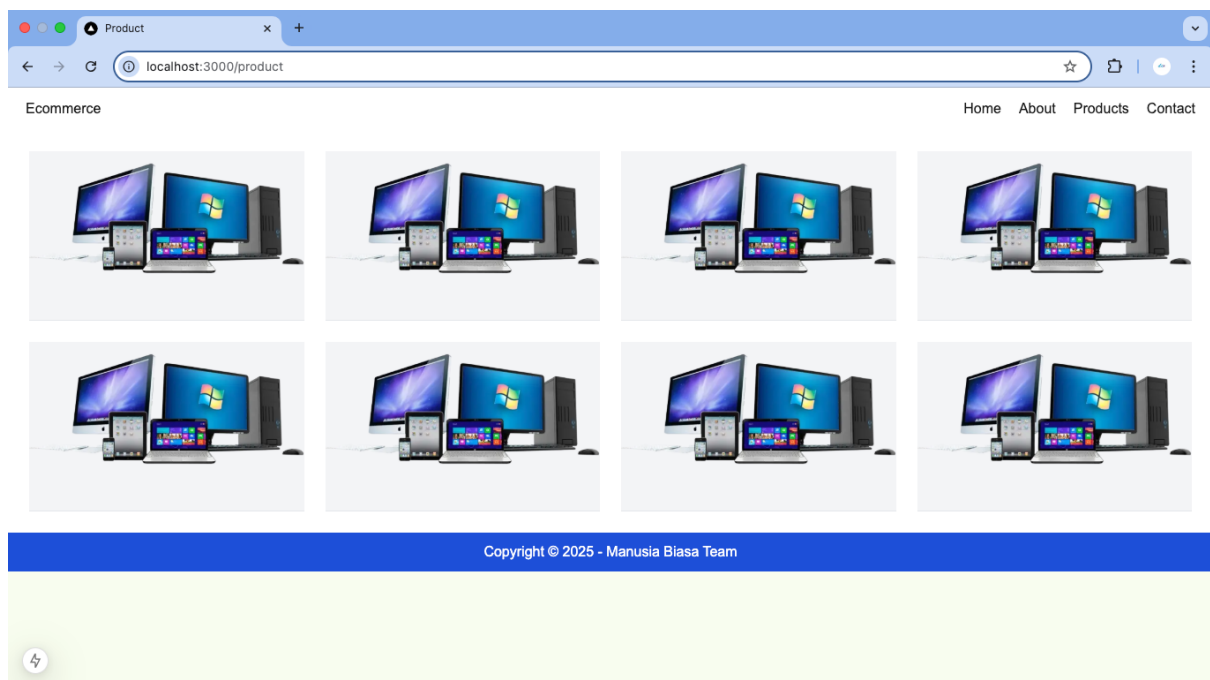 Product
localhost:3000/product
Ecommerce
Home About Products Contact
Copyright © 2025 - Manusia Biasa Team